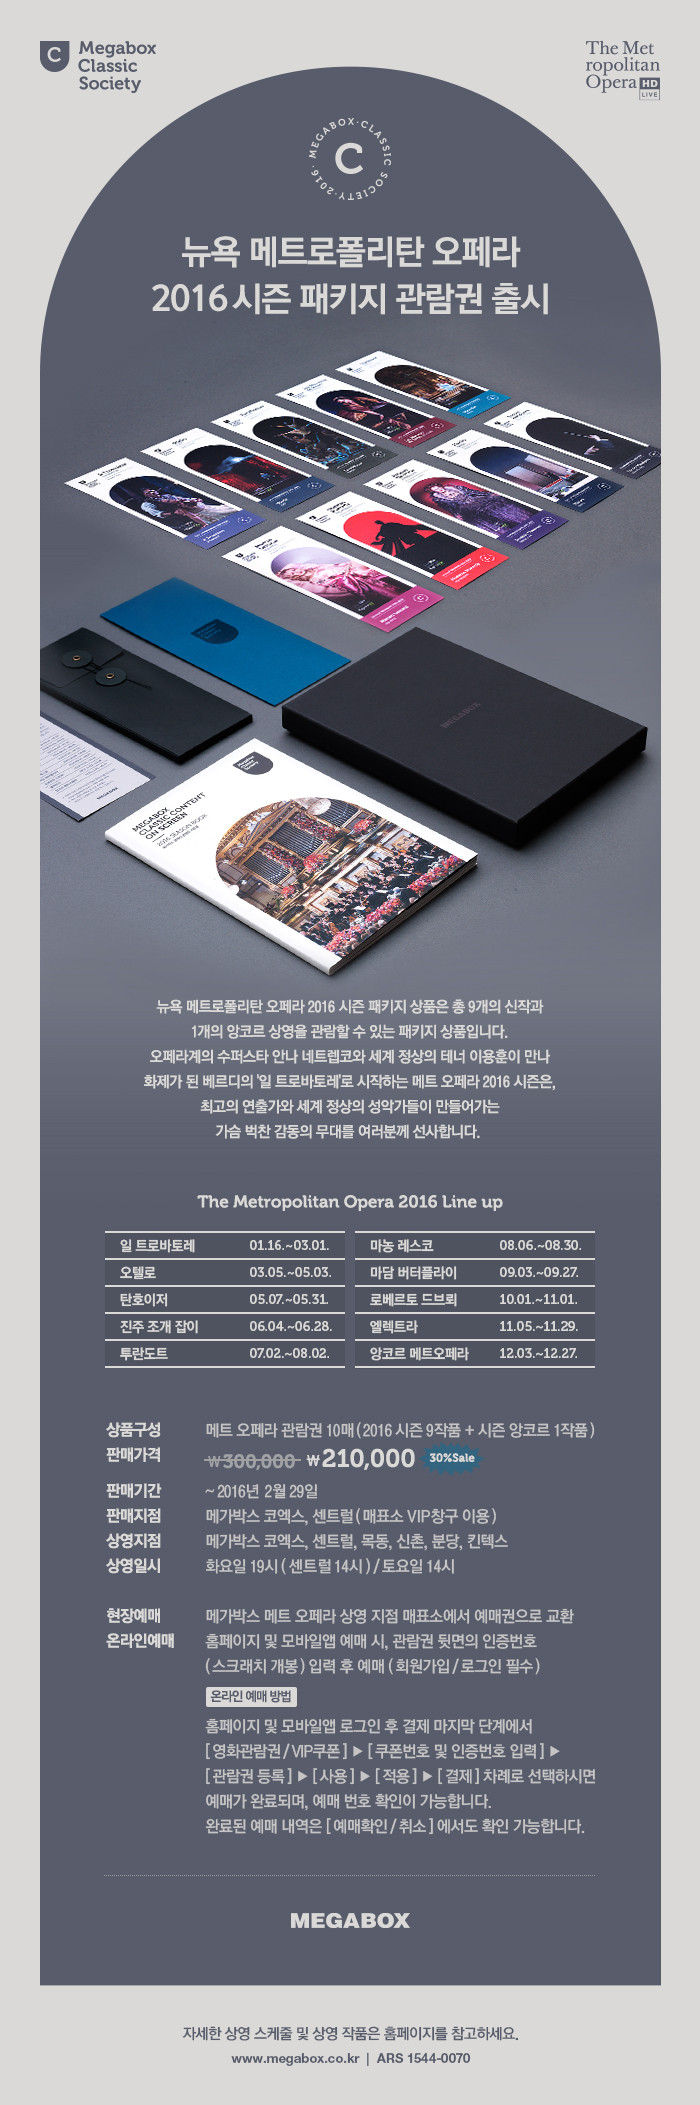 Megabox
Classic
Society
C
The Met
ropolitan
Opera HD
LIVE
MEGABOX·CLASSIC SOCIETY·2016·
C
뉴욕 메트로폴리탄 오페라
2016 시즌 패키지 관람권 출시
MEGABOX
MEGABOX
Megabox
Classic
Society
MEGABOX
CLASSIC CONTENT
ON SCREEN
2016 SEASON BOOK
뉴욕 메트로폴리탄 오페라 2016 시즌 패키지 상품은 총 9개의 신작과
1개의 앙코르 상영을 관람할 수 있는 패키지 상품입니다.
오페라계의 수퍼스타 안나 네트렙코와 세계 정상의 테너 이용훈이 만나
화제가 된 베르디의 '일 트로바토레'로 시작하는 메트 오페라 2016 시즌은,
최고의 연출가와 세계 정상의 성악가들이 만들어가는
가슴 벅찬 감동의 무대를 여러분께 선사합니다.
The Metropolitan Opera 2016 Line up
일 트로바토레 01.16.~03.01.
오텔로 03.05.~05.03.
탄호이저 05.07.~05.31.
진주 조개 잡이 06.04.~06.28.
투란도트 07.02.~08.02.
마농 레스코 08.06.~08.30.
마담 버터플라이 09.03.~09.27.
로베르토 드브뢰 10.01.~11.01.
엘렉트라 11.05.~11.29.
앙코르 메트오페라 12.03.~12.27.
상품구성 메트 오페라 관람권 10매 (2016 시즌 9작품 + 시즌 앙코르 1작품)
판매가격 ₩300,000 ₩210,000 30%Sale
판매기간 ~ 2016년 2월 29일
판매지점 메가박스 코엑스, 센트럴 (매표소 VIP창구 이용)
상영지점 메가박스 코엑스, 센트럴, 목동, 신촌, 분당, 킨텍스
상영일시 화요일 19시 (센트럴 14시) / 토요일 14시
현장예매 메가박스 메트 오페라 상영 지점 매표소에서 예매권으로 교환
온라인예매 홈페이지 및 모바일앱 예매 시, 관람권 뒷면의 인증번호
(스크래치 개봉) 입력 후 예매 (회원가입 / 로그인 필수)
온라인 예매 방법
홈페이지 및 모바일앱 로그인 후 결제 마지막 단계에서
[영화관람권 / VIP쿠폰] ▶ [쿠폰번호 및 인증번호 입력] ▶
[관람권 등록] ▶ [사용] ▶ [적용] ▶ [결제] 차례로 선택하시면
예매가 완료되며, 예매 번호 확인이 가능합니다.
완료된 예매 내역은 [예매확인 / 취소] 에서도 확인 가능합니다.
MEGABOX
자세한 상영 스케줄 및 상영 작품은 홈페이지를 참고하세요.
www.megabox.co.kr | ARS 1544-0070